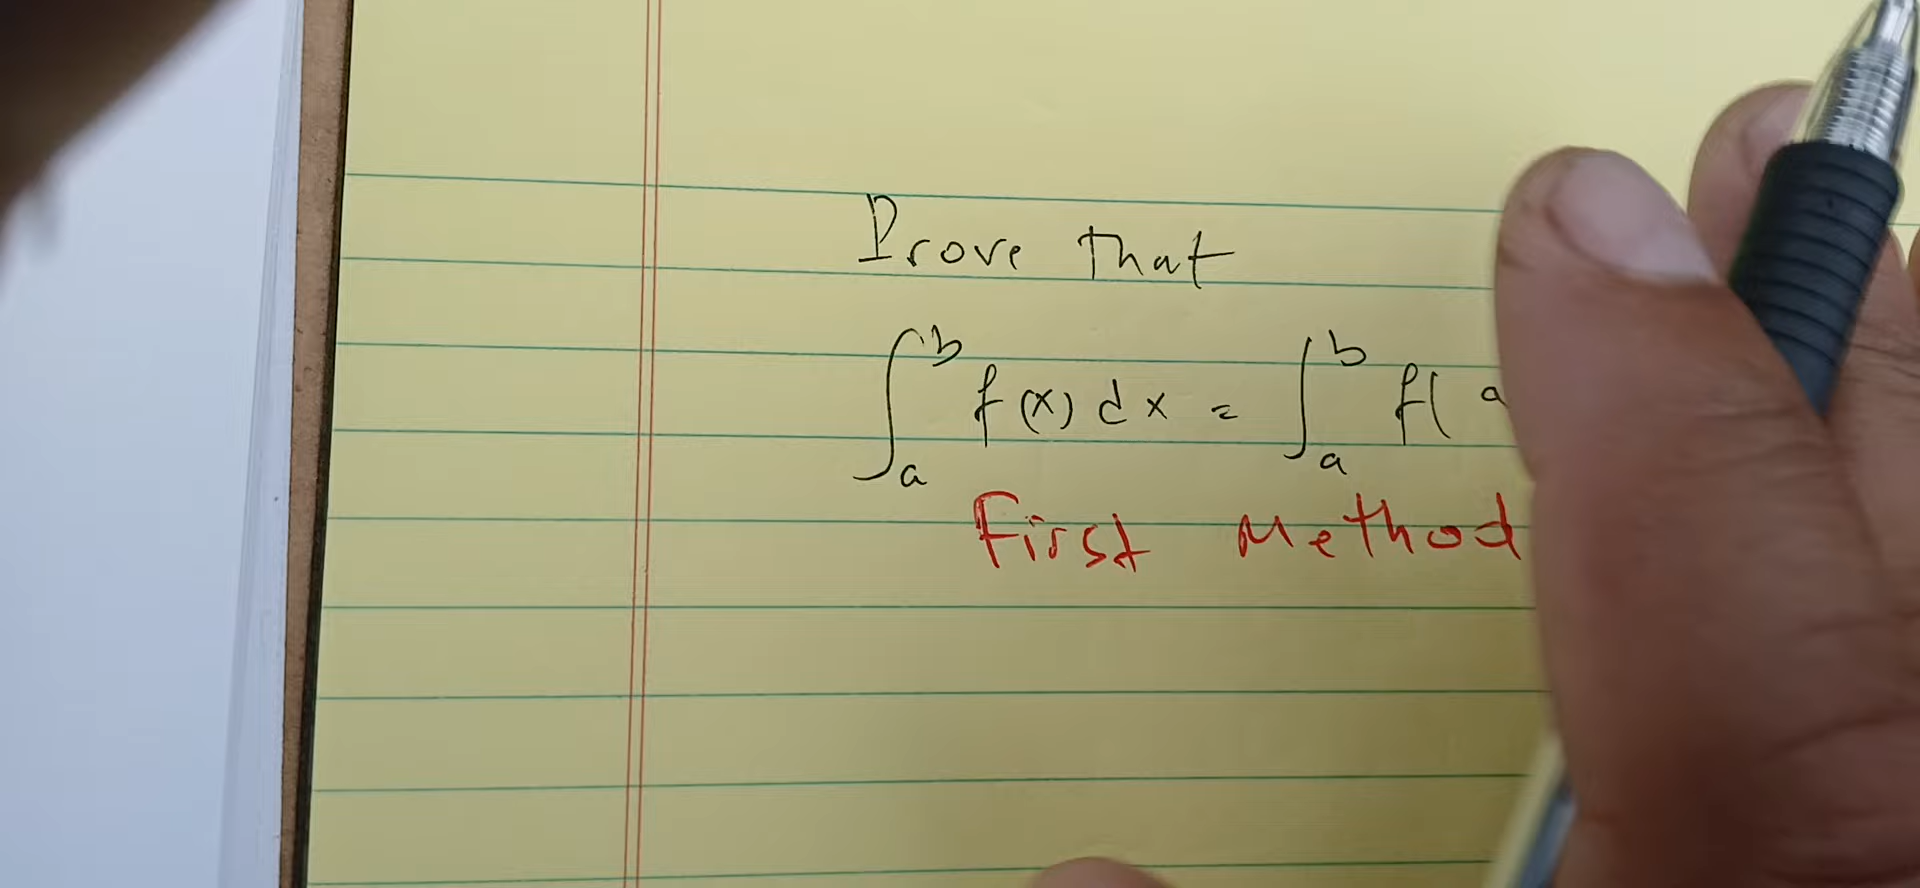 Prove that
∫_a^b f(x) dx = ∫_a^b f( a
First Method